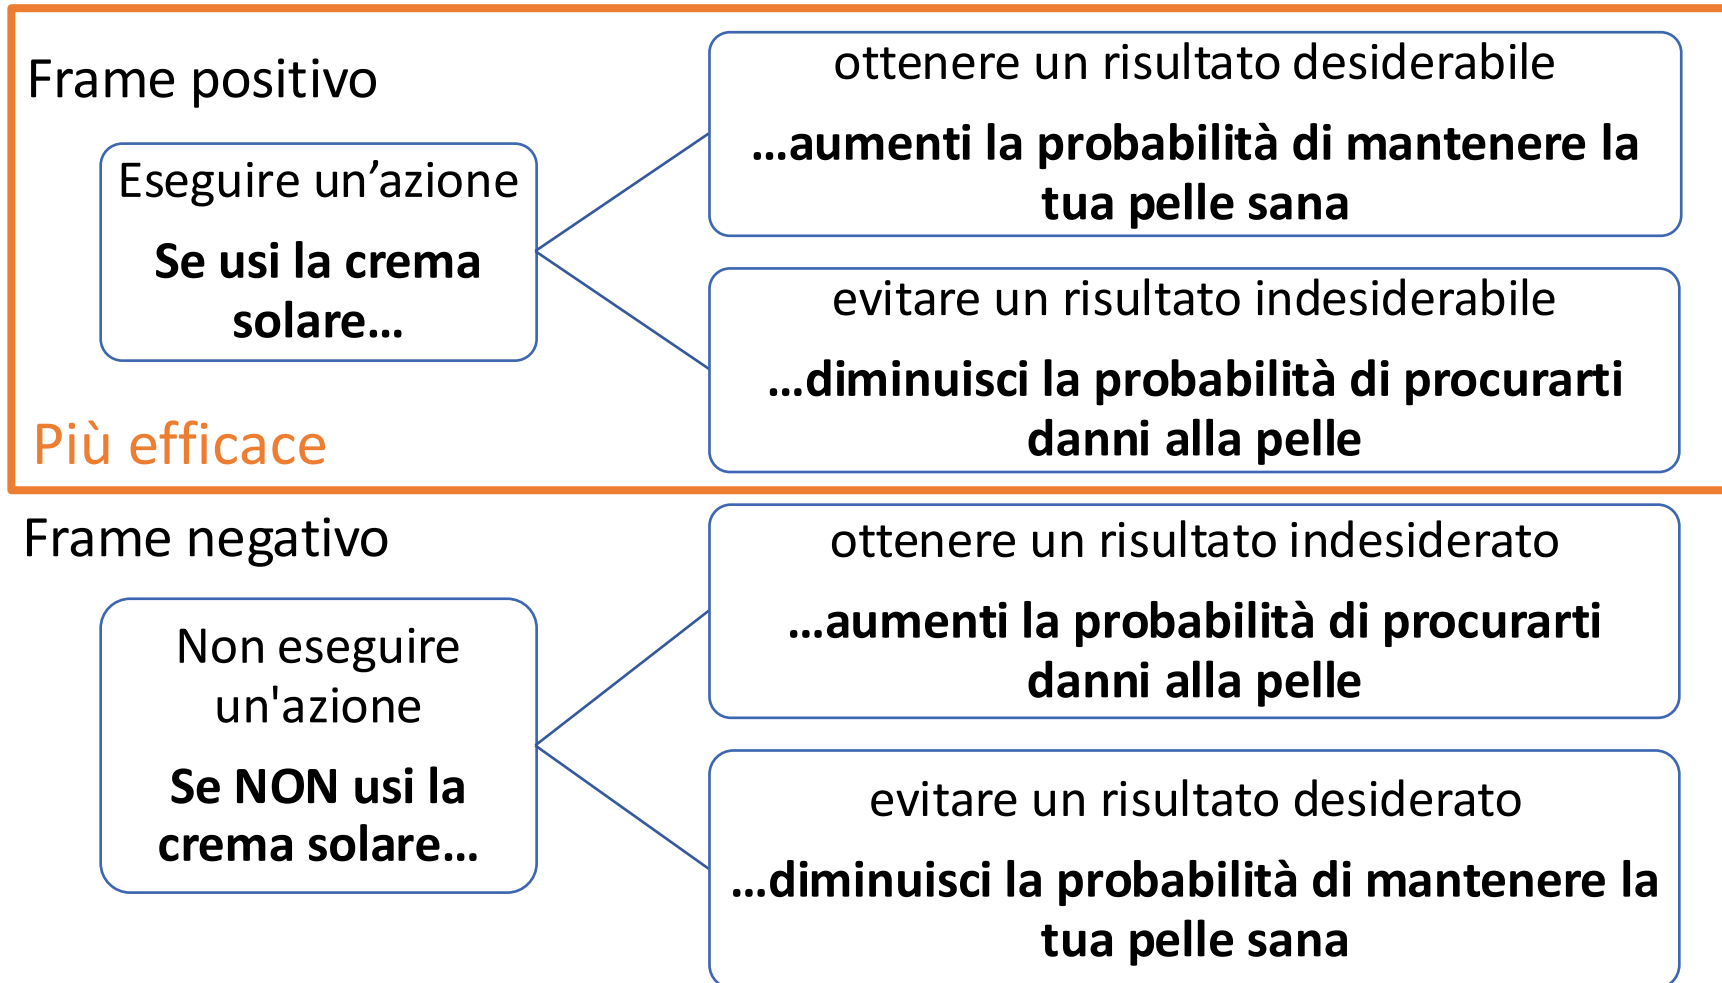 Frame positivo
Eseguire un’azione
Se usi la crema
solare…
ottenere un risultato desiderabile
…aumenti la probabilità di mantenere la
tua pelle sana
evitare un risultato indesiderabile
…diminuisci la probabilità di procurarti
danni alla pelle
Più efficace
Frame negativo
Non eseguire
un'azione
Se NON usi la
crema solare…
ottenere un risultato indesiderato
…aumenti la probabilità di procurarti
danni alla pelle
evitare un risultato desiderato
…diminuisci la probabilità di mantenere la
tua pelle sana